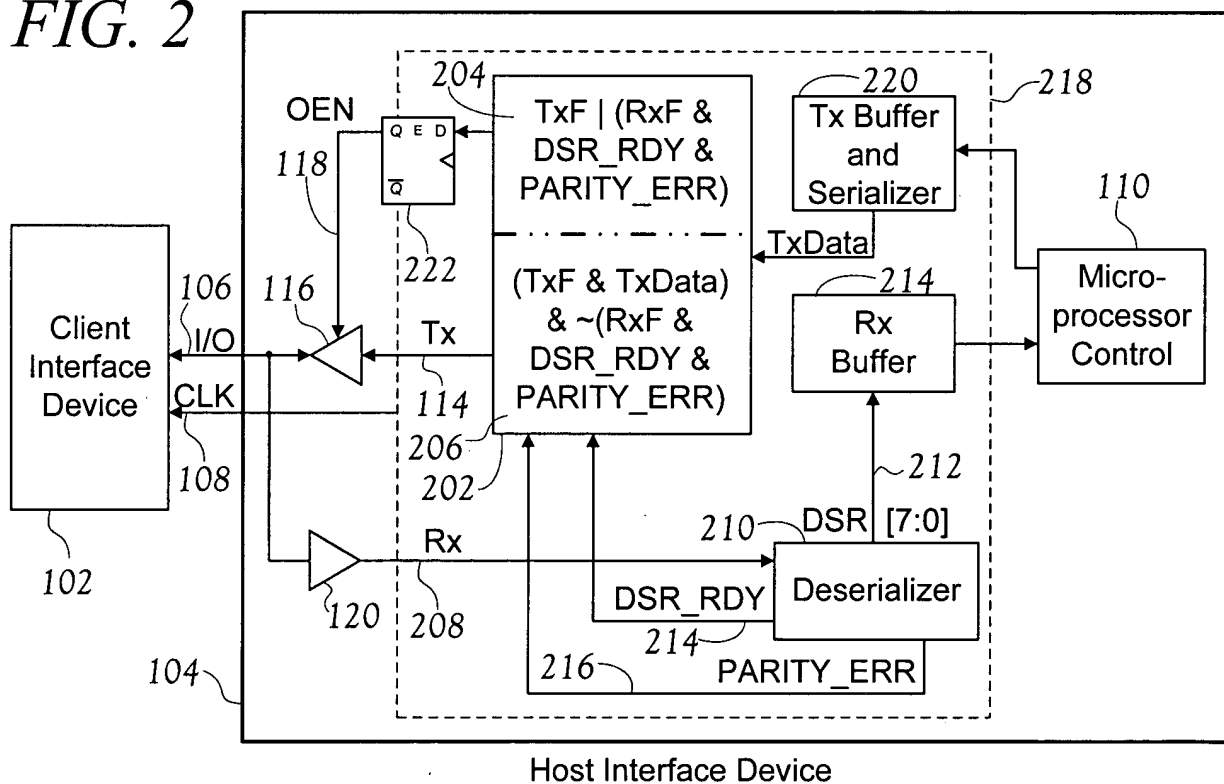 FIG. 2
204
TxF | (RxF &
DSR_RDY &
PARITY_ERR)
220
Tx Buffer
and
Serializer
218
OEN
Q E D
Q
118
222
TxData
110
Micro-
processor
Control
(TxF & TxData)
& ~(RxF &
DSR_RDY &
PARITY_ERR)
214
Rx
Buffer
Client
Interface
Device
106
I/O
116
Tx
114
CLK
108
206
202
212
102
120
Rx
208
210
DSR [7:0]
Deserializer
DSR_RDY
214
PARITY_ERR
216
104
Host Interface Device